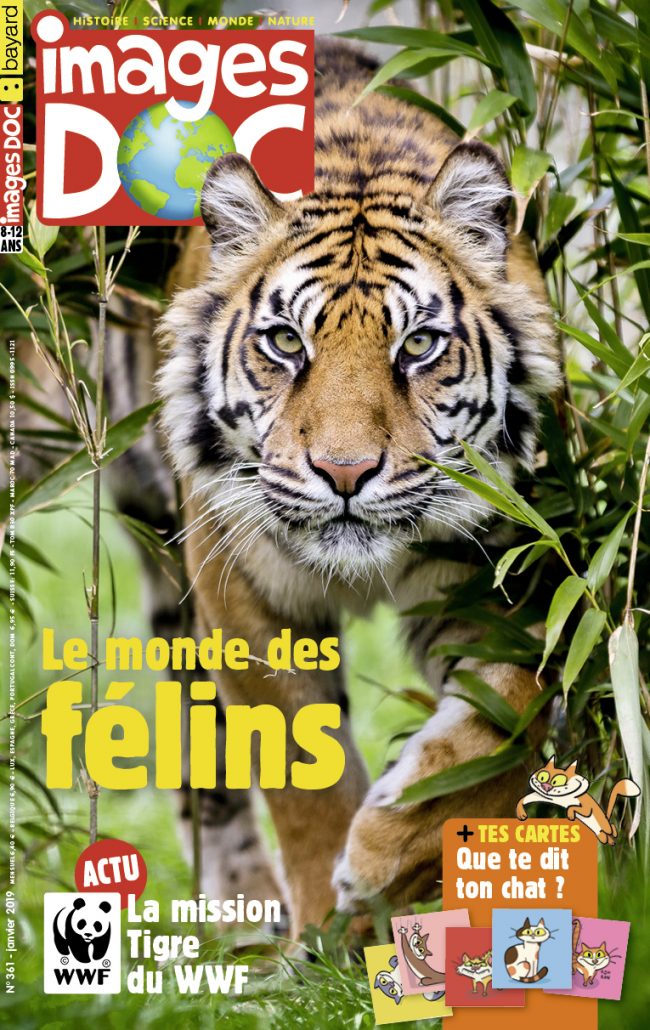 HISTOIRE | SCIENCE | MONDE | NATURE
bayard
images
DOC
images DOC
8-12
ANS
Le monde des
félins
ACTU
La mission
Tigre
du WWF
© WWF ®
+ TES CARTES
Que te dit
ton chat ?
N° 361 - janvier 2019